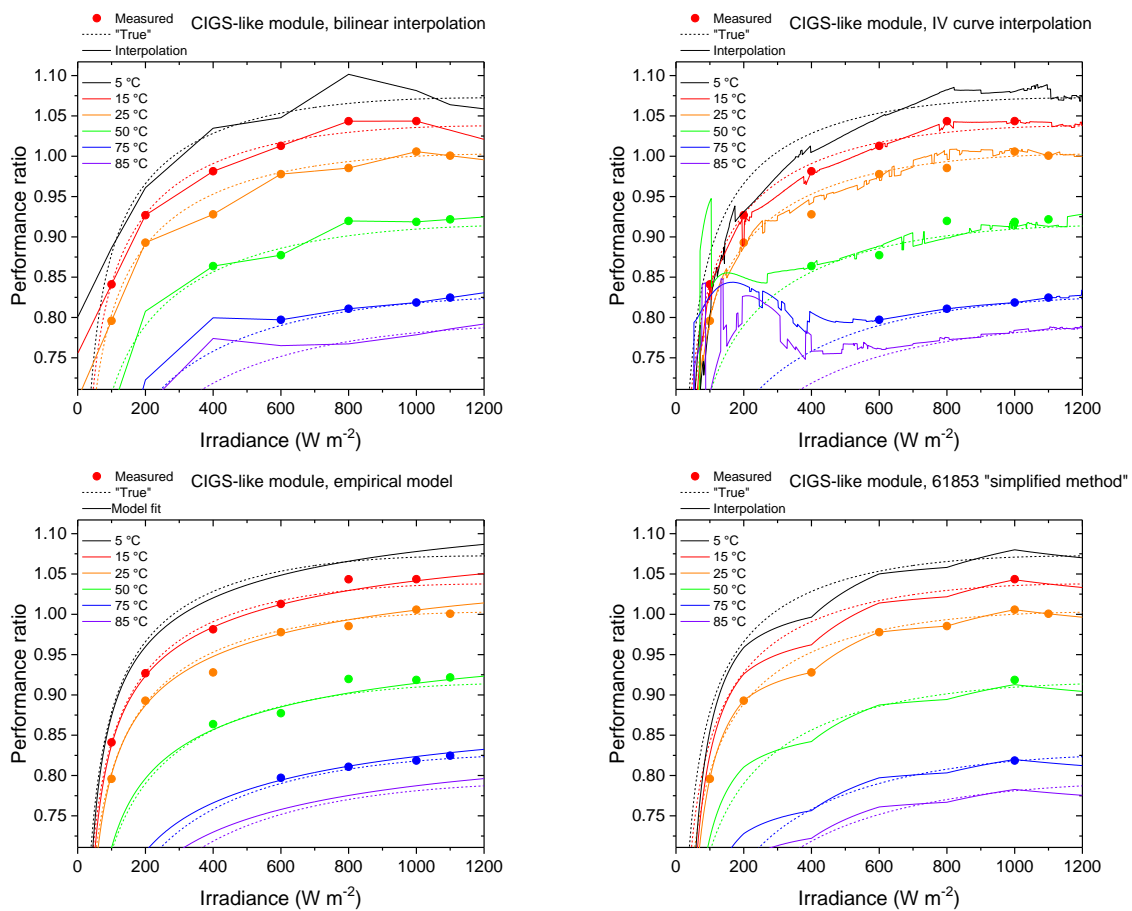 Measured
"True"
Interpolation
CIGS-like module, bilinear interpolation
5 °C
15 °C
25 °C
50 °C
75 °C
85 °C
1.10
1.05
1.00
0.95
0.90
0.85
0.80
0.75
Performance ratio
0 200 400 600 800 1000 1200
Irradiance (W m⁻²)
Measured
"True"
Interpolation
CIGS-like module, IV curve interpolation
5 °C
15 °C
25 °C
50 °C
75 °C
85 °C
1.10
1.05
1.00
0.95
0.90
0.85
0.80
0.75
Performance ratio
0 200 400 600 800 1000 1200
Irradiance (W m⁻²)
Measured
"True"
Model fit
CIGS-like module, empirical model
5 °C
15 °C
25 °C
50 °C
75 °C
85 °C
1.10
1.05
1.00
0.95
0.90
0.85
0.80
0.75
Performance ratio
0 200 400 600 800 1000 1200
Irradiance (W m⁻²)
Measured
"True"
Interpolation
CIGS-like module, 61853 "simplified method"
5 °C
15 °C
25 °C
50 °C
75 °C
85 °C
1.10
1.05
1.00
0.95
0.90
0.85
0.80
0.75
Performance ratio
0 200 400 600 800 1000 1200
Irradiance (W m⁻²)